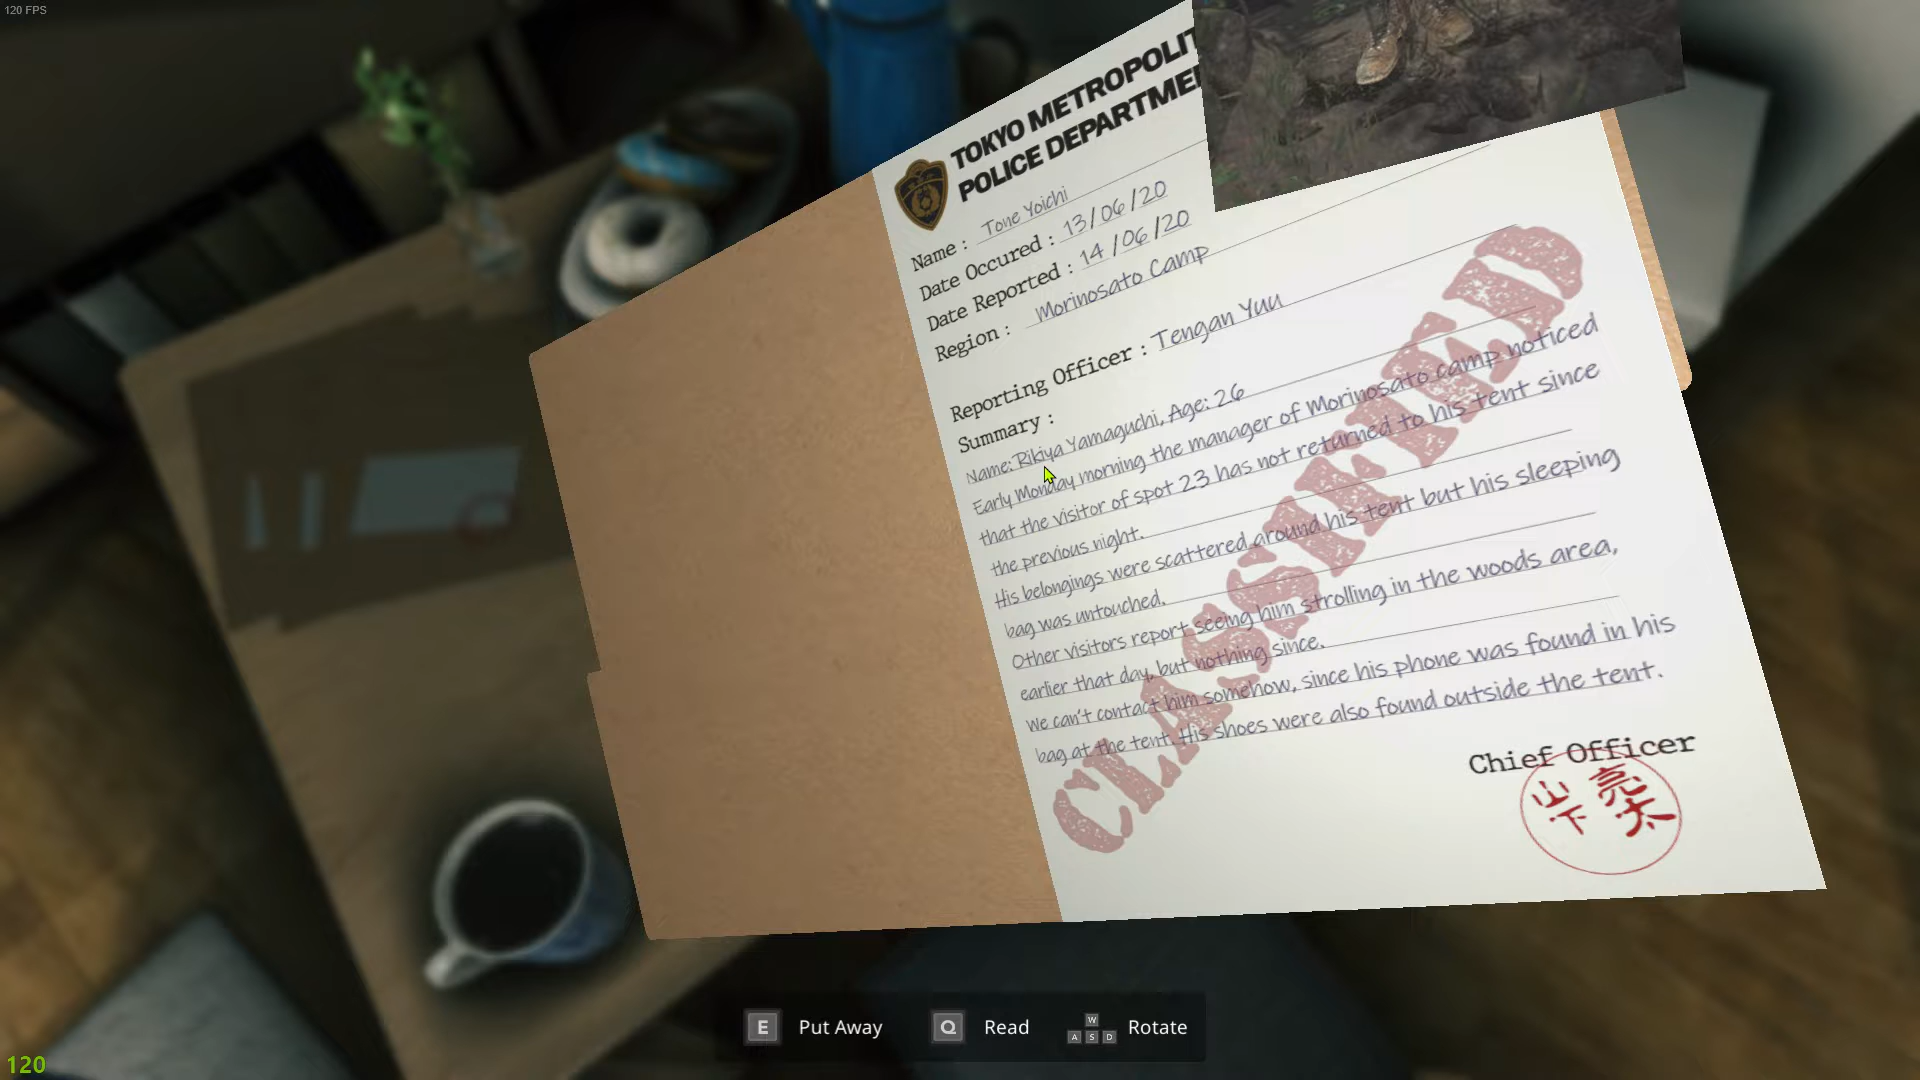 120 FPS
TOKYO METROPOLIT
POLICE DEPARTME
Name : Tone Yoichi
Date Occured : 13/06/20
Date Reported : 14/06/20
Region : Morinosato Camp
Reporting Officer : Tengan Yuu
Summary :
Name: Rikiya Yamaguchi, Age: 26
Early Monday morning the manager of Morinosato camp noticed
that the visitor of spot 23 has not returned to his tent since
the previous night.
His belongings were scattered around his tent but his sleeping
bag was untouched.
Other visitors report seeing him strolling in the woods area,
earlier that day, but nothing since.
We can't contact him somehow, since his phone was found in his
bag at the tent. His shoes were also found outside the tent.
CLASSIFIED
Chief Officer
山下
亮太
E Put Away Q Read W A S D Rotate
120